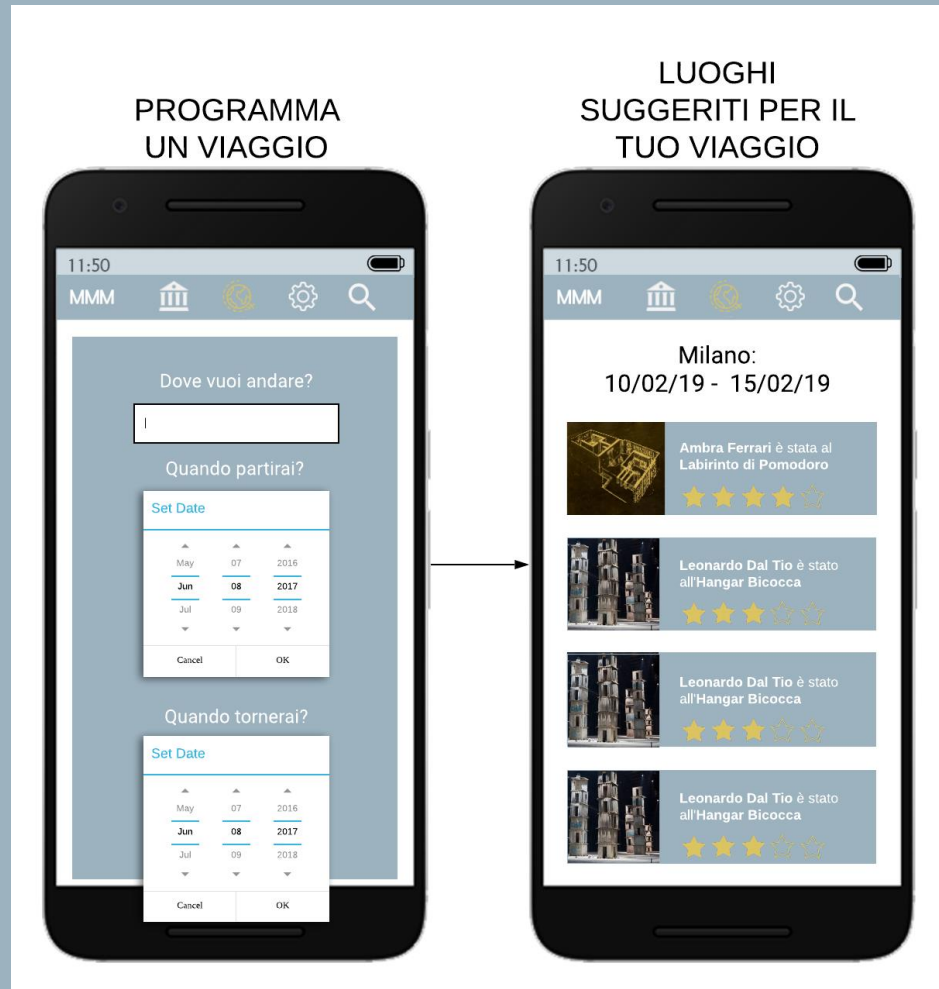 PROGRAMMA
UN VIAGGIO
11:50
MMM
Dove vuoi andare?
Quando partirai?
Set Date
May 07 2016
Jun 08 2017
Jul 09 2018
Cancel OK
Quando tornerai?
Set Date
May 07 2016
Jun 08 2017
Jul 09 2018
Cancel OK
LUOGHI
SUGGERITI PER IL
TUO VIAGGIO
11:50
MMM
Milano:
10/02/19 - 15/02/19
Ambra Ferrari è stata al
Labirinto di Pomodoro
Leonardo Dal Tio è stato
all'Hangar Bicocca
Leonardo Dal Tio è stato
all'Hangar Bicocca
Leonardo Dal Tio è stato
all'Hangar Bicocca